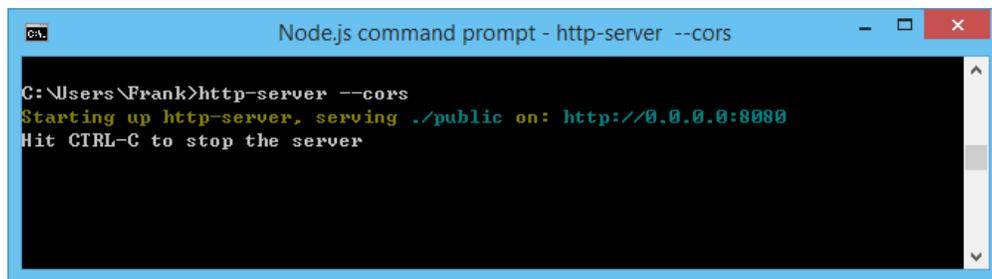 Node.js command prompt - http-server --cors
C:\Users\Frank>http-server --cors
Starting up http-server, serving ./public on: http://0.0.0.0:8080
Hit CTRL-C to stop the server